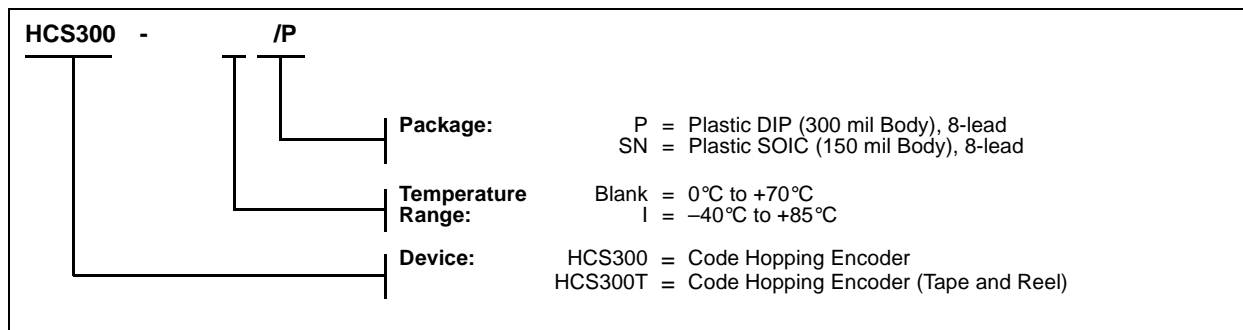 HCS300 - /P
Package: P = Plastic DIP (300 mil Body), 8-lead
SN = Plastic SOIC (150 mil Body), 8-lead
Temperature Blank = 0°C to +70°C
Range: I = –40°C to +85°C
Device: HCS300 = Code Hopping Encoder
HCS300T = Code Hopping Encoder (Tape and Reel)